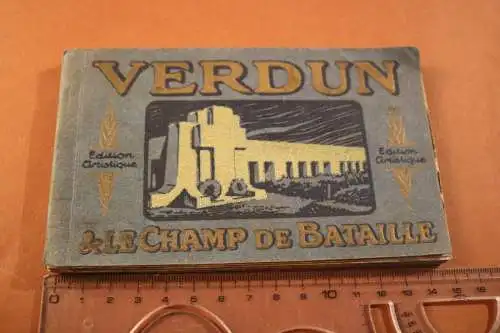 VERDUN
Edition
Artistique
Edition
Artistique
& LE CHAMP DE BATAILLE
0 1 2 3 4 5 6 7 8 9 10 11 12 13 14 15 16